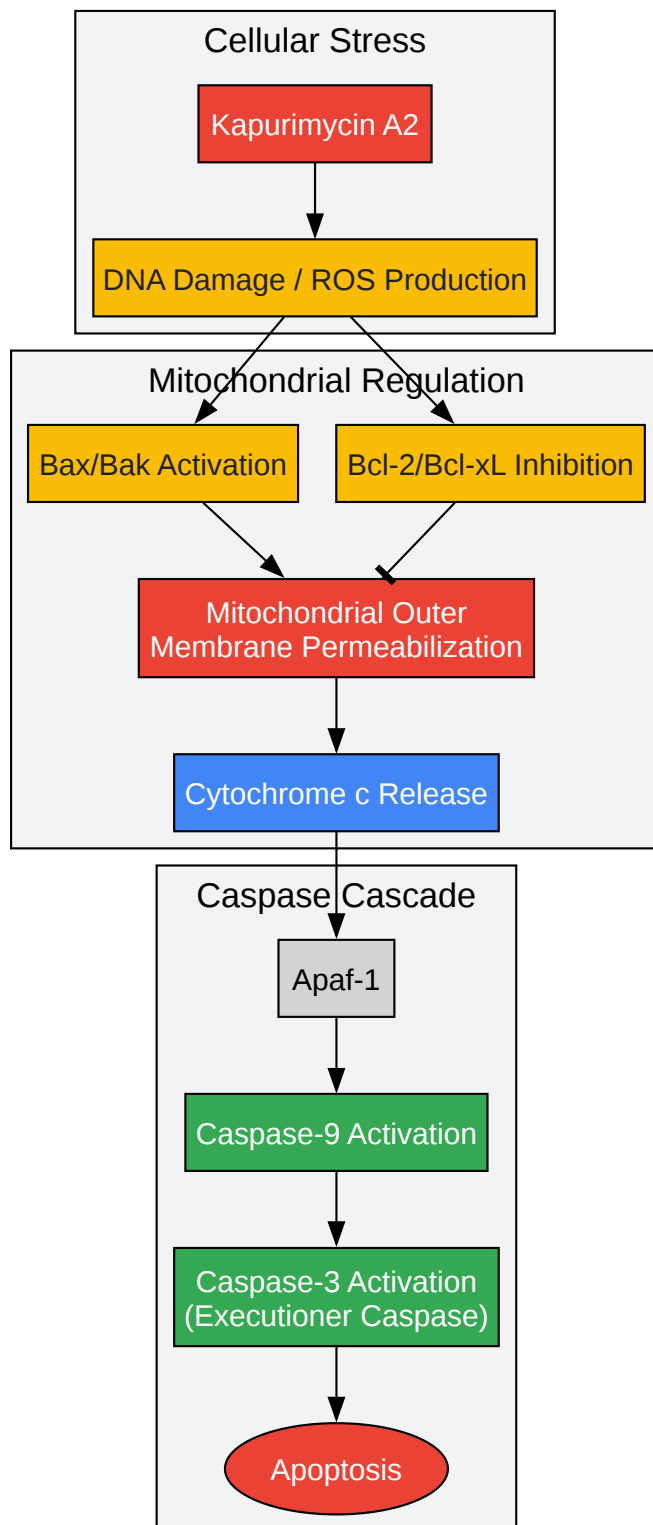 Cellular Stress
Kapurimycin A2
DNA Damage / ROS Production
Mitochondrial Regulation
Bax/Bak Activation
Bcl-2/Bcl-xL Inhibition
Mitochondrial Outer
Membrane Permeabilization
Cytochrome c Release
Caspase Cascade
Apaf-1
Caspase-9 Activation
Caspase-3 Activation
(Executioner Caspase)
Apoptosis